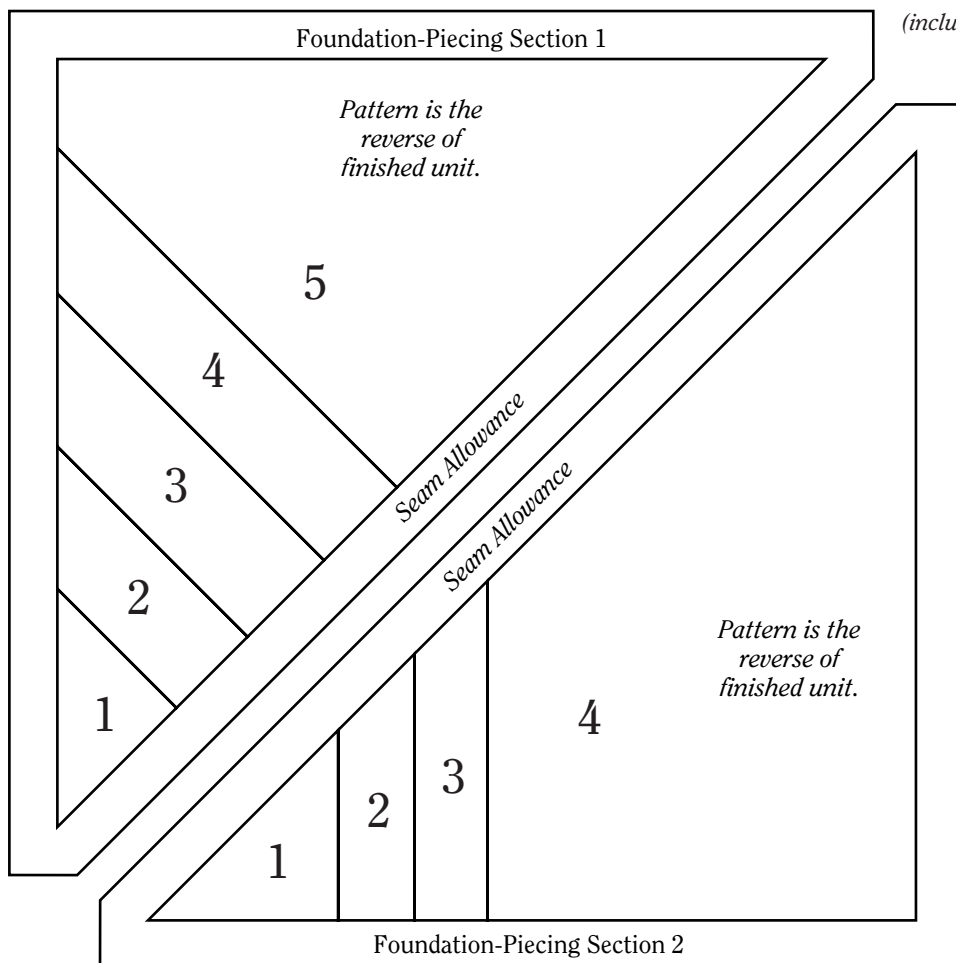 Foundation-Piecing Section 1
Pattern is the
reverse of
finished unit.
5
4
3
2
1
Seam Allowance
Seam Allowance
Pattern is the
reverse of
finished unit.
1
2
3
4
Foundation-Piecing Section 2